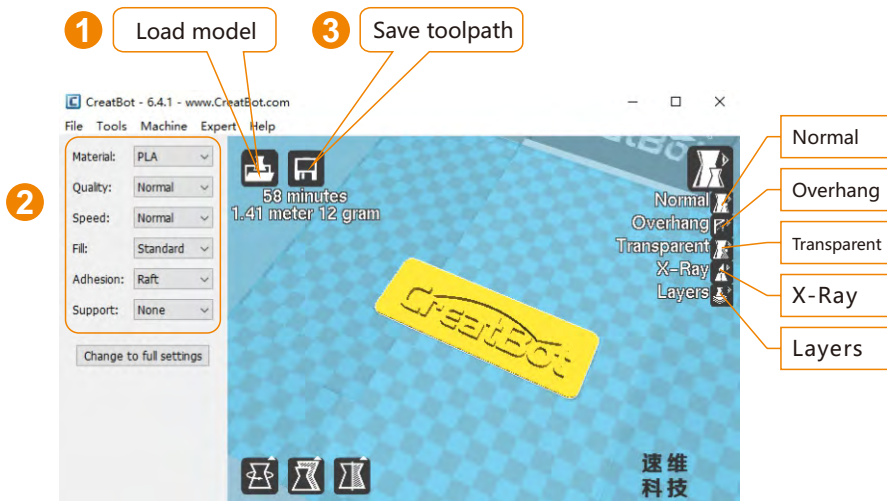 1 Load model
3 Save toolpath
CreatBot - 6.4.1 - www.CreatBot.com
File Tools Machine Expert Help
2
Material: PLA
Quality: Normal
Speed: Normal
Fill: Standard
Adhesion: Raft
Support: None
Change to full settings
58 minutes
1.41 meter 12 gram
Normal
Overhang
Transparent
X-Ray
Layers
Normal
Overhang
Transparent
X-Ray
Layers
CreatBot
速维
科技